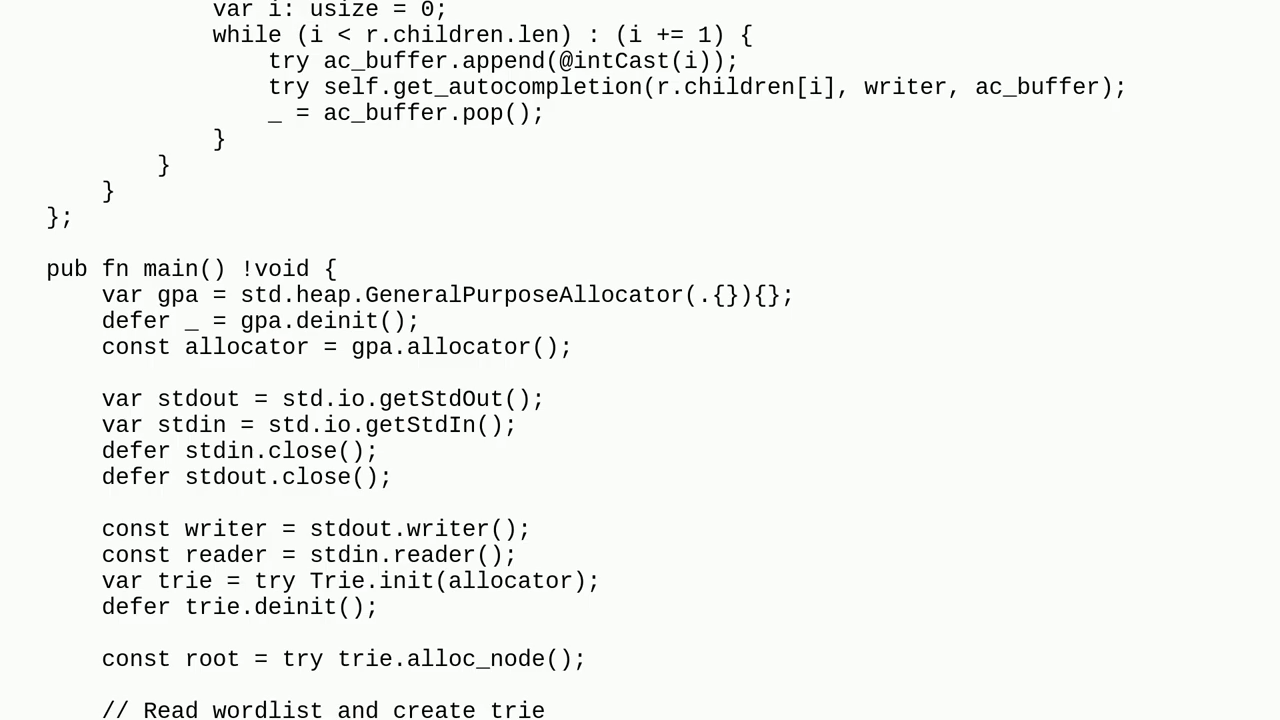 var i: usize = 0;
while (i < r.children.len) : (i += 1) {
try ac_buffer.append(@intCast(i));
try self.get_autocompletion(r.children[i], writer, ac_buffer);
_ = ac_buffer.pop();
}
}
}
};
pub fn main() !void {
var gpa = std.heap.GeneralPurposeAllocator(.{}){};
defer _ = gpa.deinit();
const allocator = gpa.allocator();
var stdout = std.io.getStdOut();
var stdin = std.io.getStdIn();
defer stdin.close();
defer stdout.close();
const writer = stdout.writer();
const reader = stdin.reader();
var trie = try Trie.init(allocator);
defer trie.deinit();
const root = try trie.alloc_node();
// Read wordlist and create trie